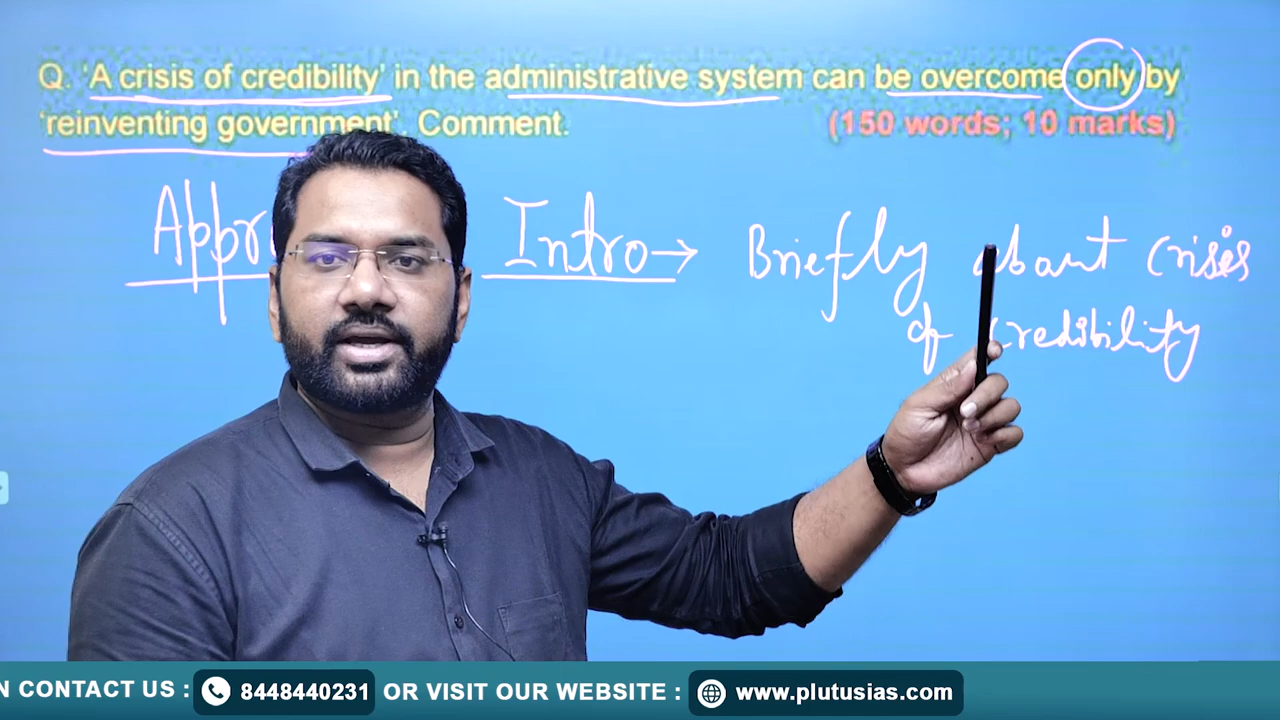 Q. 'A crisis of credibility' in the administrative system can be overcome only by
'reinventing government'. Comment. (150 words; 10 marks)
Intro → Briefly about Crises
of Credibility
N CONTACT US : 8448440231 OR VISIT OUR WEBSITE : www.plutusias.com